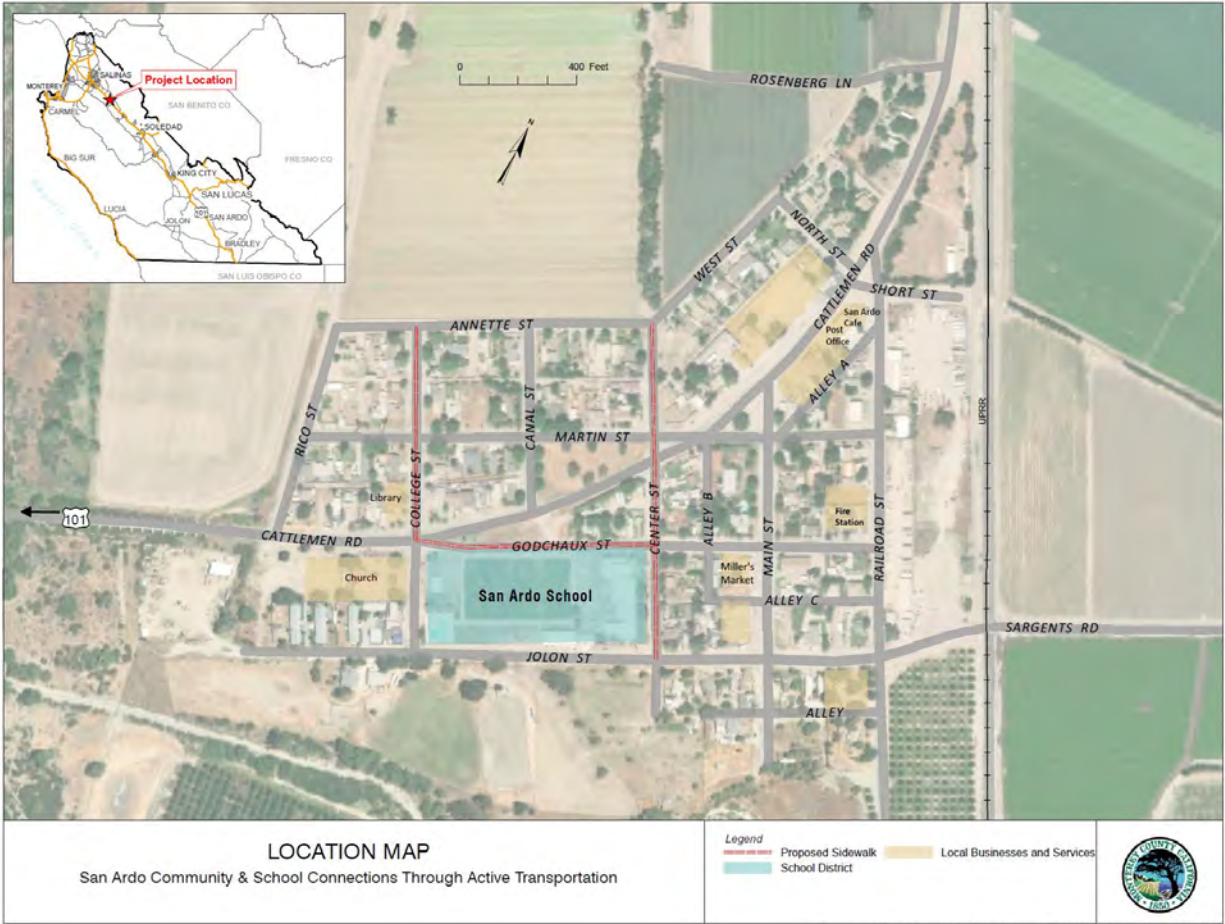 Project Location
SALINAS
MONTEREY
CARMEL
SAN BENITO CO
SOLEDAD
BIG SUR
FRESNO CO
KING CITY
SAN LUCAS
LUCIA
JOLON
101
SAN ARDO
BRADLEY
SAN LUIS OBISPO CO
0 400 Feet
N
ROSENBERG LN
WEST ST
NORTH ST
CATTLEMEN RD
SHORT ST
San Ardo
Cafe
Post
Office
ALLEY A
ANNETTE ST
RICO ST
COLLEGE ST
CANAL ST
MARTIN ST
CENTER ST
ALLEY B
MAIN ST
RAILROAD ST
UPRR
Library
Fire
Station
101
CATTLEMEN RD
GODCHAUX ST
Church
San Ardo School
Miller's
Market
ALLEY C
SARGENTS RD
JOLON ST
ALLEY
LOCATION MAP
San Ardo Community & School Connections Through Active Transportation
Legend
Proposed Sidewalk
School District
Local Businesses and Services
MONTEREY COUNTY CALIFORNIA
1850